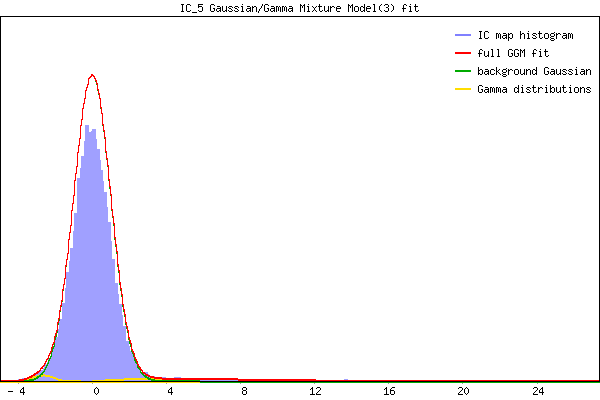 IC_5 Gaussian/Gamma Mixture Model(3) fit
IC map histogram
full GGM fit
background Gaussian
Gamma distributions
-4 0 4 8 12 16 20 24